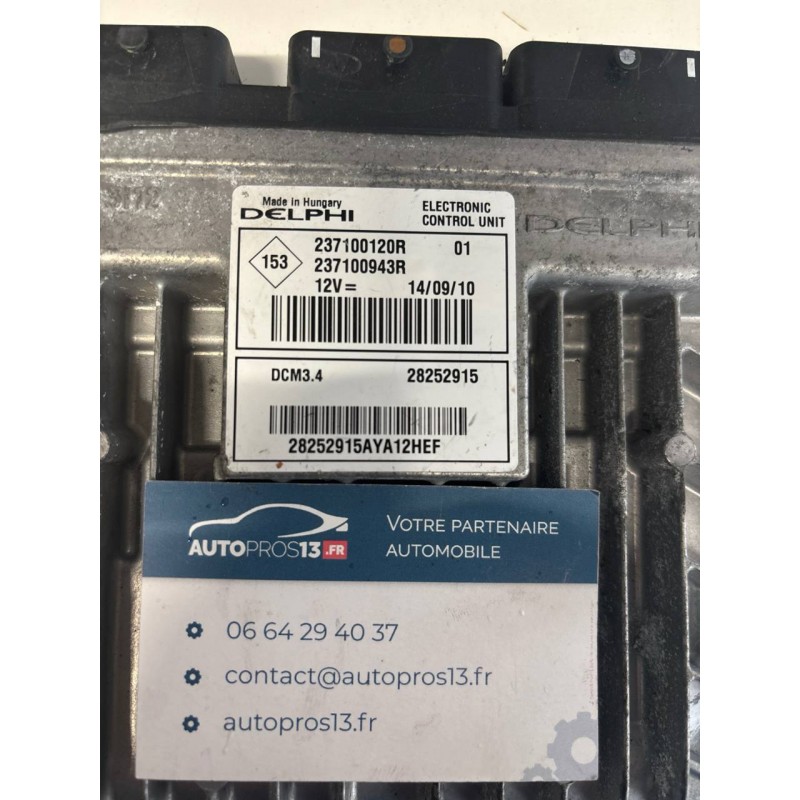 3172
Made in Hungary
DELPHI
ELECTRONIC
CONTROL UNIT
DELPHI
153
237100120R 01
237100943R
12V= 14/09/10
DCM3.4 28252915
28252915AYA12HEF
AUTOPROS13.FR
VOTRE PARTENAIRE
AUTOMOBILE
06 64 29 40 37
contact@autopros13.fr
autopros13.fr